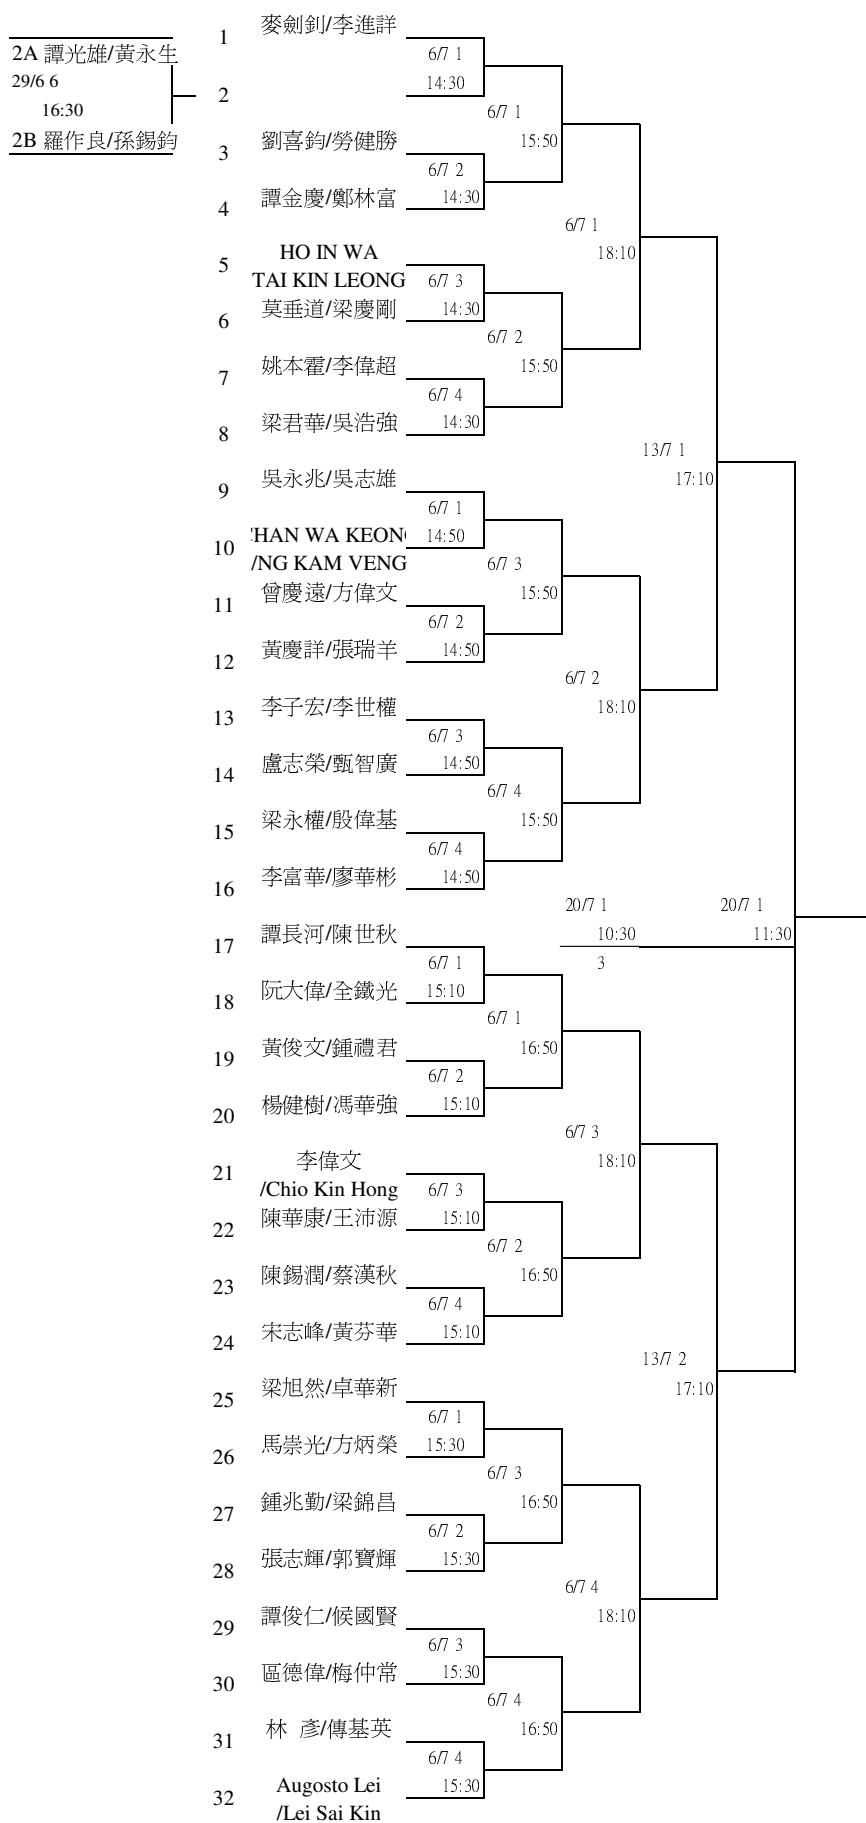 麥劍釗/李進詳
1
2A 譚光雄/黃永生
6/7 1
29/6 6
14:30
2
16:30
6/7 1
2B 羅作良/孫錫鈞
劉喜鈞/勞健勝
15:50
3
6/7 2
譚金慶/鄭林富
14:30
4
6/7 1
HO IN WA
18:10
5
TAI KIN LEONG
6/7 3
莫垂道/梁慶剛
14:30
6
6/7 2
姚本霍/李偉超
15:50
7
6/7 4
梁君華/吳浩強
14:30
8
13/7 1
吳永兆/吳志雄
17:10
9
6/7 1
CHAN WA KEONG
14:50
10
/NG KAM VENG
6/7 3
曾慶遠/方偉文
15:50
11
6/7 2
黃慶詳/張瑞羊
14:50
12
6/7 2
李子宏/李世權
18:10
13
6/7 3
盧志榮/甄智廣
14:50
14
6/7 4
梁永權/殷偉基
15:50
15
6/7 4
李富華/廖華彬
14:50
16
20/7 1
20/7 1
譚長河/陳世秋
10:30
11:30
17
6/7 1
3
阮大偉/全鐵光
15:10
18
6/7 1
黃俊文/鍾禮君
16:50
19
6/7 2
楊健樹/馮華強
15:10
20
6/7 3
李偉文
18:10
21
/Chio Kin Hong
6/7 3
陳華康/王沛源
15:10
22
6/7 2
陳錫潤/蔡漢秋
16:50
23
6/7 4
宋志峰/黃芬華
15:10
24
13/7 2
梁旭然/卓華新
17:10
25
6/7 1
馬崇光/方炳榮
15:30
26
6/7 3
鍾兆勤/梁錦昌
16:50
27
6/7 2
張志輝/郭寶輝
15:30
28
6/7 4
譚俊仁/候國賢
18:10
29
6/7 3
區德偉/梅仲常
15:30
30
6/7 4
林 彥/傳基英
16:50
31
6/7 4
Augosto Lei
15:30
32
/Lei Sai Kin